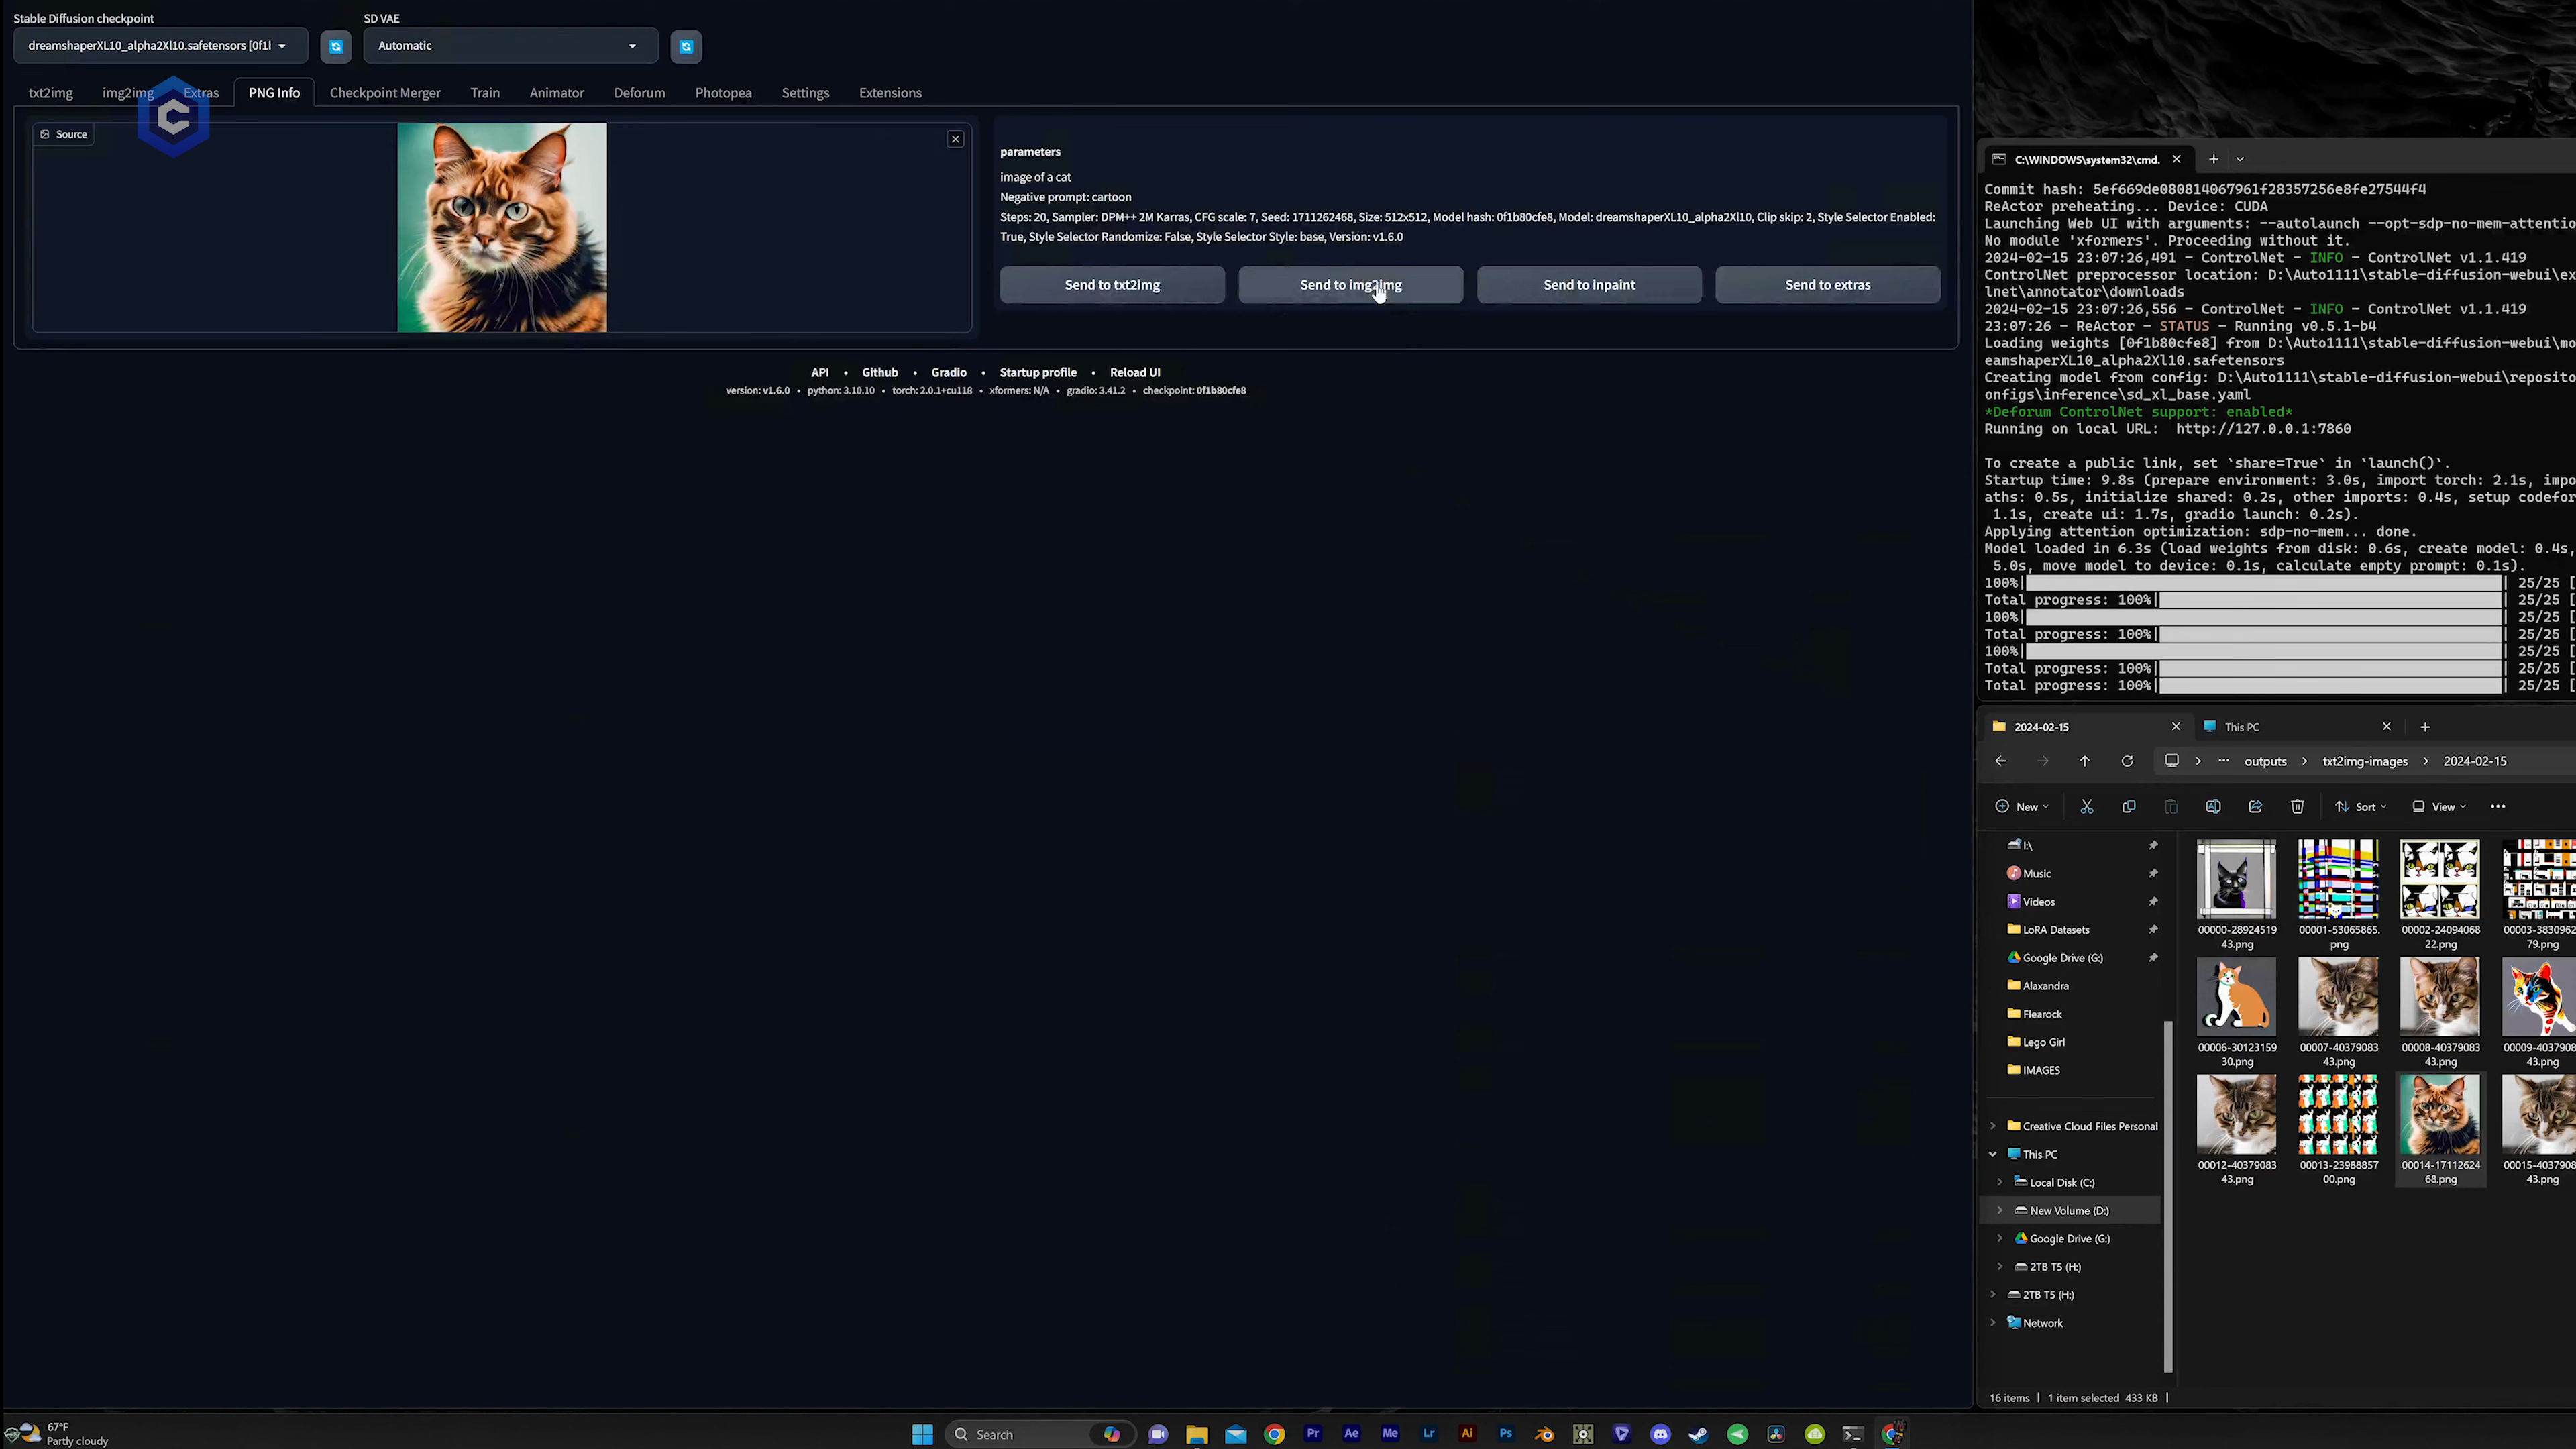 Stable Diffusion checkpoint
SD VAE
dreamshaperXL10_alpha2Xl10.safetensors [0f1l
Automatic
txt2img
img2img
Extras
PNG Info
Checkpoint Merger
Train
Animator
Deforum
Photopea
Settings
Extensions
C
Source
parameters
image of a cat
Negative prompt: cartoon
Steps: 20, Sampler: DPM++ 2M Karras, CFG scale: 7, Seed: 1711262468, Size: 512x512, Model hash: 0f1b80cfe8, Model: dreamshaperXL10_alpha2Xl10, Clip skip: 2, Style Selector Enabled:
True, Style Selector Randomize: False, Style Selector Style: base, Version: v1.6.0
Send to txt2img
Send to img2img
Send to inpaint
Send to extras
API • Github • Gradio • Startup profile • Reload UI
version: v1.6.0 • python: 3.10.10 • torch: 2.0.1+cu118 • xformers: N/A • gradio: 3.41.2 • checkpoint: 0f1b80cfe8
C:\WINDOWS\system32\cmd.
Commit hash: 5ef669de080814067961f28357256e8fe27544f4
ReActor preheating... Device: CUDA
Launching Web UI with arguments: --autolaunch --opt-sdp-no-mem-attentio
No module 'xformers'. Proceeding without it.
2024-02-15 23:07:26,491 - ControlNet - INFO - ControlNet v1.1.419
ControlNet preprocessor location: D:\Auto1111\stable-diffusion-webui\ex
lnet\annotator\downloads
2024-02-15 23:07:26,556 - ControlNet - INFO - ControlNet v1.1.419
23:07:26 - ReActor - STATUS - Running v0.5.1-b4
Loading weights [0f1b80cfe8] from D:\Auto1111\stable-diffusion-webui\mo
eamshaperXL10_alpha2Xl10.safetensors
Creating model from config: D:\Auto1111\stable-diffusion-webui\reposito
onfigs\inference\sd_xl_base.yaml
*Deforum ControlNet support: enabled*
Running on local URL:  http://127.0.0.1:7860
To create a public link, set `share=True` in `launch()`.
Startup time: 9.8s (prepare environment: 3.0s, import torch: 2.1s, impo
aths: 0.5s, initialize shared: 0.2s, other imports: 0.4s, setup codefor
1.1s, create ui: 1.7s, gradio launch: 0.2s).
Applying attention optimization: sdp-no-mem... done.
Model loaded in 6.3s (load weights from disk: 0.6s, create model: 0.4s,
5.0s, move model to device: 0.1s, calculate empty prompt: 0.1s).
100%| | 25/25 [
Total progress: 100%| | 25/25 [
100%| | 25/25 [
Total progress: 100%| | 25/25 [
100%| | 25/25 [
Total progress: 100%| | 25/25 [
Total progress: 100%| | 25/25 [
2024-02-15
This PC
outputs > txt2img-images > 2024-02-15
New
Sort
View
I:\
Music
Videos
LoRA Datasets
Google Drive (G:)
Alaxandra
Flearock
Lego Girl
IMAGES
Creative Cloud Files Personal
This PC
Local Disk (C:)
New Volume (D:)
Google Drive (G:)
2TB T5 (H:)
2TB T5 (H:)
Network
00000-28924519
43.png
00001-53065865.
png
00002-24094068
22.png
00003-3830962
79.png
00006-30123159
30.png
00007-40379083
43.png
00008-40379083
43.png
00009-4037908
43.png
00012-40379083
43.png
00013-23988857
00.png
00014-17112624
68.png
00015-4037908
43.png
16 items | 1 item selected 433 KB |
67°F
Partly cloudy
Search
Pr
Ae
Me
Lr
Ai
Ps